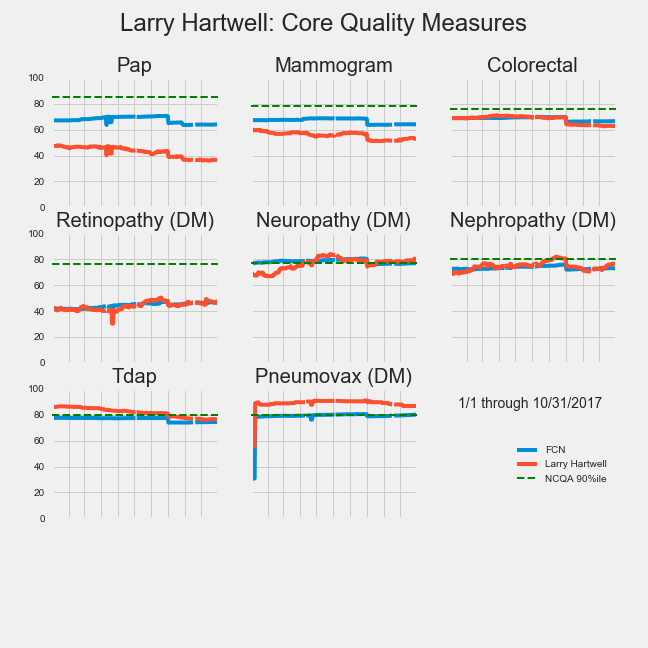 Larry Hartwell: Core Quality Measures
Pap
Mammogram
Colorectal
100
80
60
40
20
0
Retinopathy (DM)
Neuropathy (DM)
Nephropathy (DM)
100
80
60
40
20
0
Tdap
Pneumovax (DM)
100
80
60
40
20
0
1/1 through 10/31/2017
FCN
Larry Hartwell
NCQA 90%ile